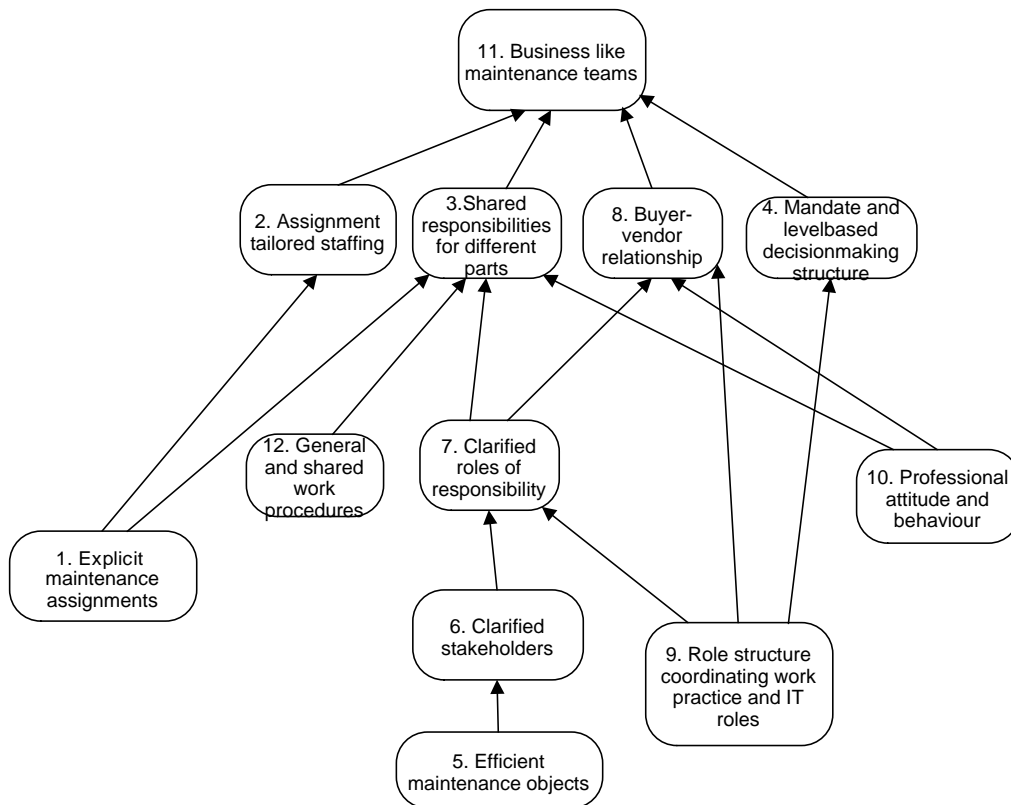 11. Business like
maintenance teams
2. Assignment
tailored staffing
3.Shared
responsibilities
for different
parts
8. Buyer-
vendor
relationship
4. Mandate and
levelbased
decisionmaking
structure
12. General
and shared
work
procedures
7. Clarified
roles of
responsibility
10. Professional
attitude and
behaviour
1. Explicit
maintenance
assignments
6. Clarified
stakeholders
9. Role structure
coordinating work
practice and IT
roles
5. Efficient
maintenance objects